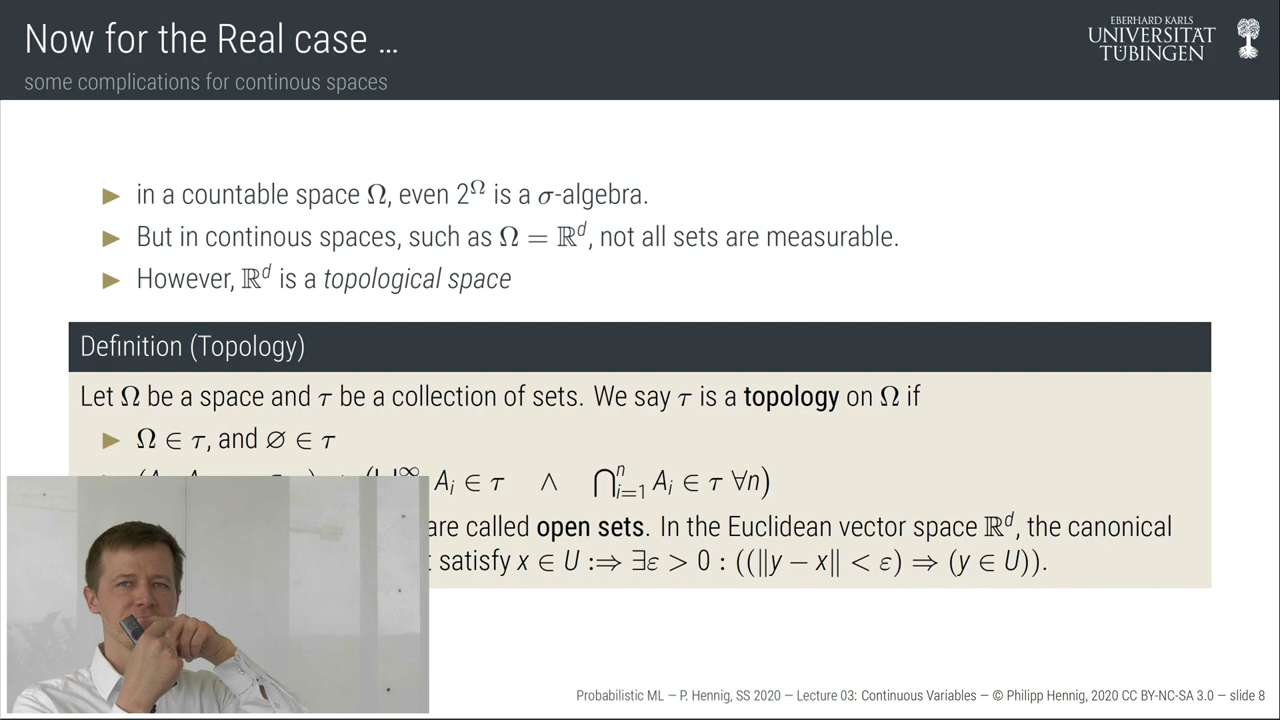 Now for the Real case …
some complications for continous spaces
EBERHARD KARLS
UNIVERSITÄT
TÜBINGEN
in a countable space Ω, even 2^Ω is a σ-algebra.
But in continous spaces, such as Ω = ℝ^d, not all sets are measurable.
However, ℝ^d is a topological space
Definition (Topology)
Let Ω be a space and τ be a collection of sets. We say τ is a topology on Ω if
Ω ∈ τ, and ∅ ∈ τ
A_i ∈ τ ∧ ⋂_{i=1}^n A_i ∈ τ ∀n)
are called open sets. In the Euclidean vector space ℝ^d, the canonical
satisfy x ∈ U :⇒ ∃ε > 0 : ((‖y − x‖ < ε) ⇒ (y ∈ U)).
Probabilistic ML — P. Hennig, SS 2020 — Lecture 03: Continuous Variables — © Philipp Hennig, 2020 CC BY-NC-SA 3.0 — slide 8